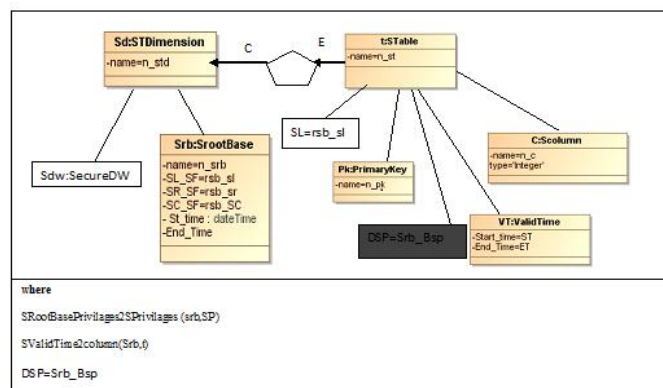 Sd:STDimension
-name=n_std
C
E
t:STable
-name=n_st
Sdw:SecureDW
Srb:SrootBase
-name=n_srb
-SL_SF=rsb_sl
-SR_SF=rsb_sr
-SC_SF=rsb_SC
- St_time : dateTime
-End_Time
SL=rsb_sl
Pk:PrimaryKey
-name=n_pk
DSP=Srb_Bsp
C:Scolumn
-name=n_c
type='Integer'
VT:ValidTime
-Start_time=ST
-End_Time=ET
where
SRootBasePrivilages2SPrivilages (srb,SP)
SValidTime2column(Srb,t)
DSP=Srb_Bsp